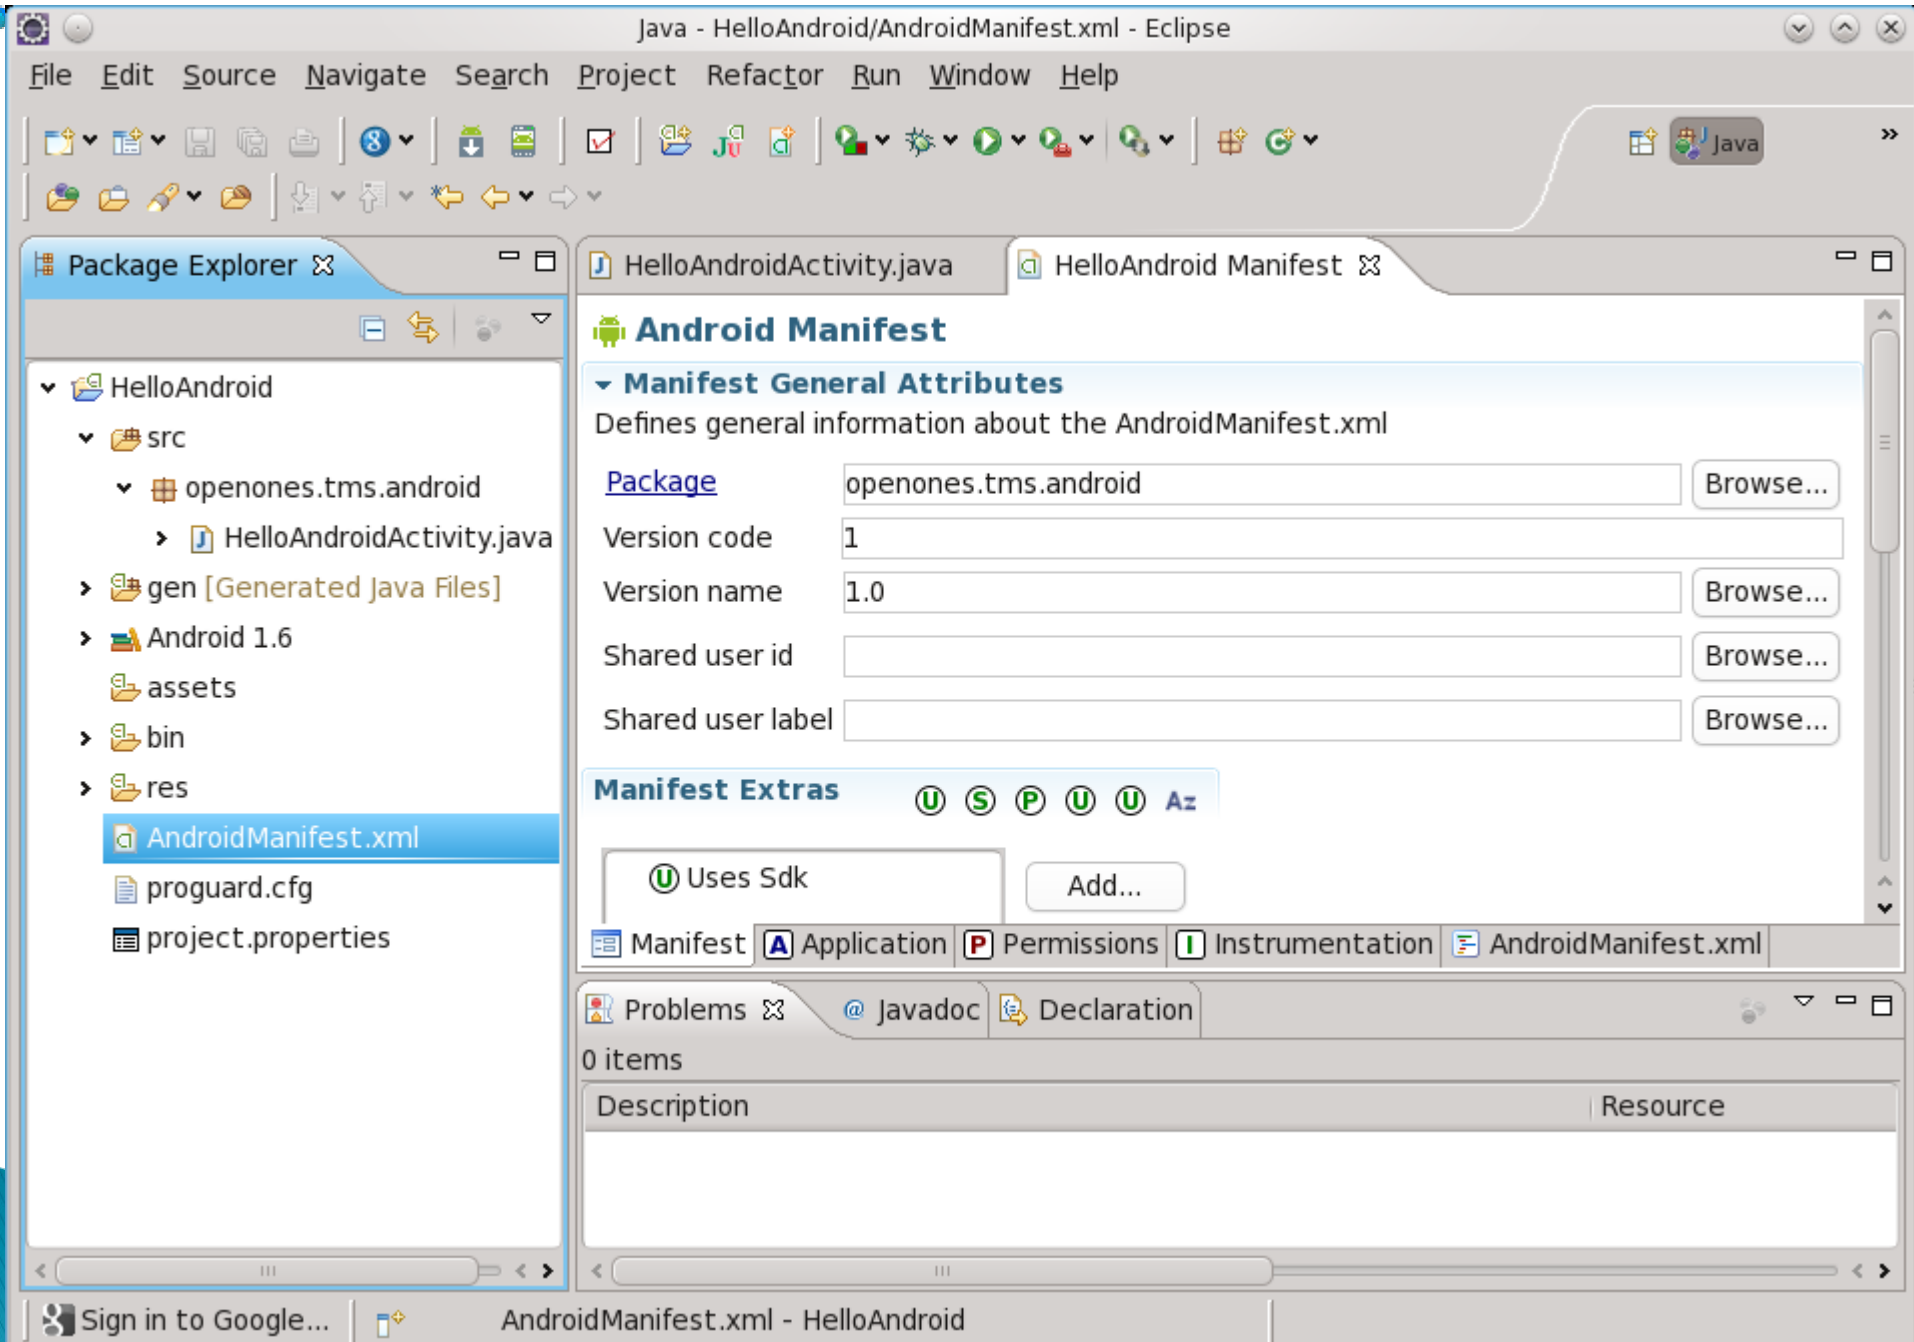 Java - HelloAndroid/AndroidManifest.xml - Eclipse
File Edit Source Navigate Search Project Refactor Run Window Help
Java
Package Explorer
HelloAndroid
src
openones.tms.android
HelloAndroidActivity.java
gen [Generated Java Files]
Android 1.6
assets
bin
res
AndroidManifest.xml
proguard.cfg
project.properties
HelloAndroidActivity.java
HelloAndroid Manifest
Android Manifest
Manifest General Attributes
Defines general information about the AndroidManifest.xml
Package openones.tms.android Browse...
Version code 1
Version name 1.0 Browse...
Shared user id Browse...
Shared user label Browse...
Manifest Extras U S P U U Az
U Uses Sdk
Add...
Manifest A Application P Permissions I Instrumentation AndroidManifest.xml
Problems @ Javadoc Declaration
0 items
Description Resource
Sign in to Google... AndroidManifest.xml - HelloAndroid